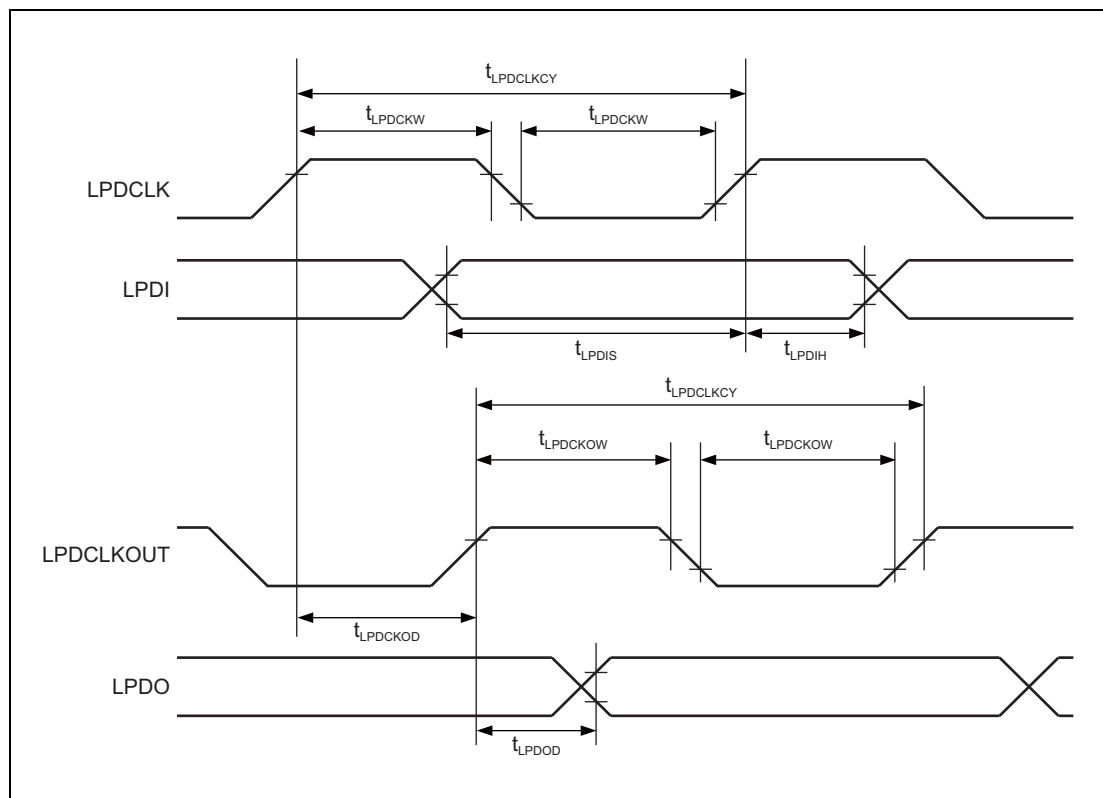 tLPDCLKCY
tLPDCKW tLPDCKW
LPDCLK
LPDI
tLPDIS tLPDIH
tLPDCLKCY
tLPDCKOW tLPDCKOW
LPDCLKOUT
tLPDCKOD
LPDO
tLPDOD